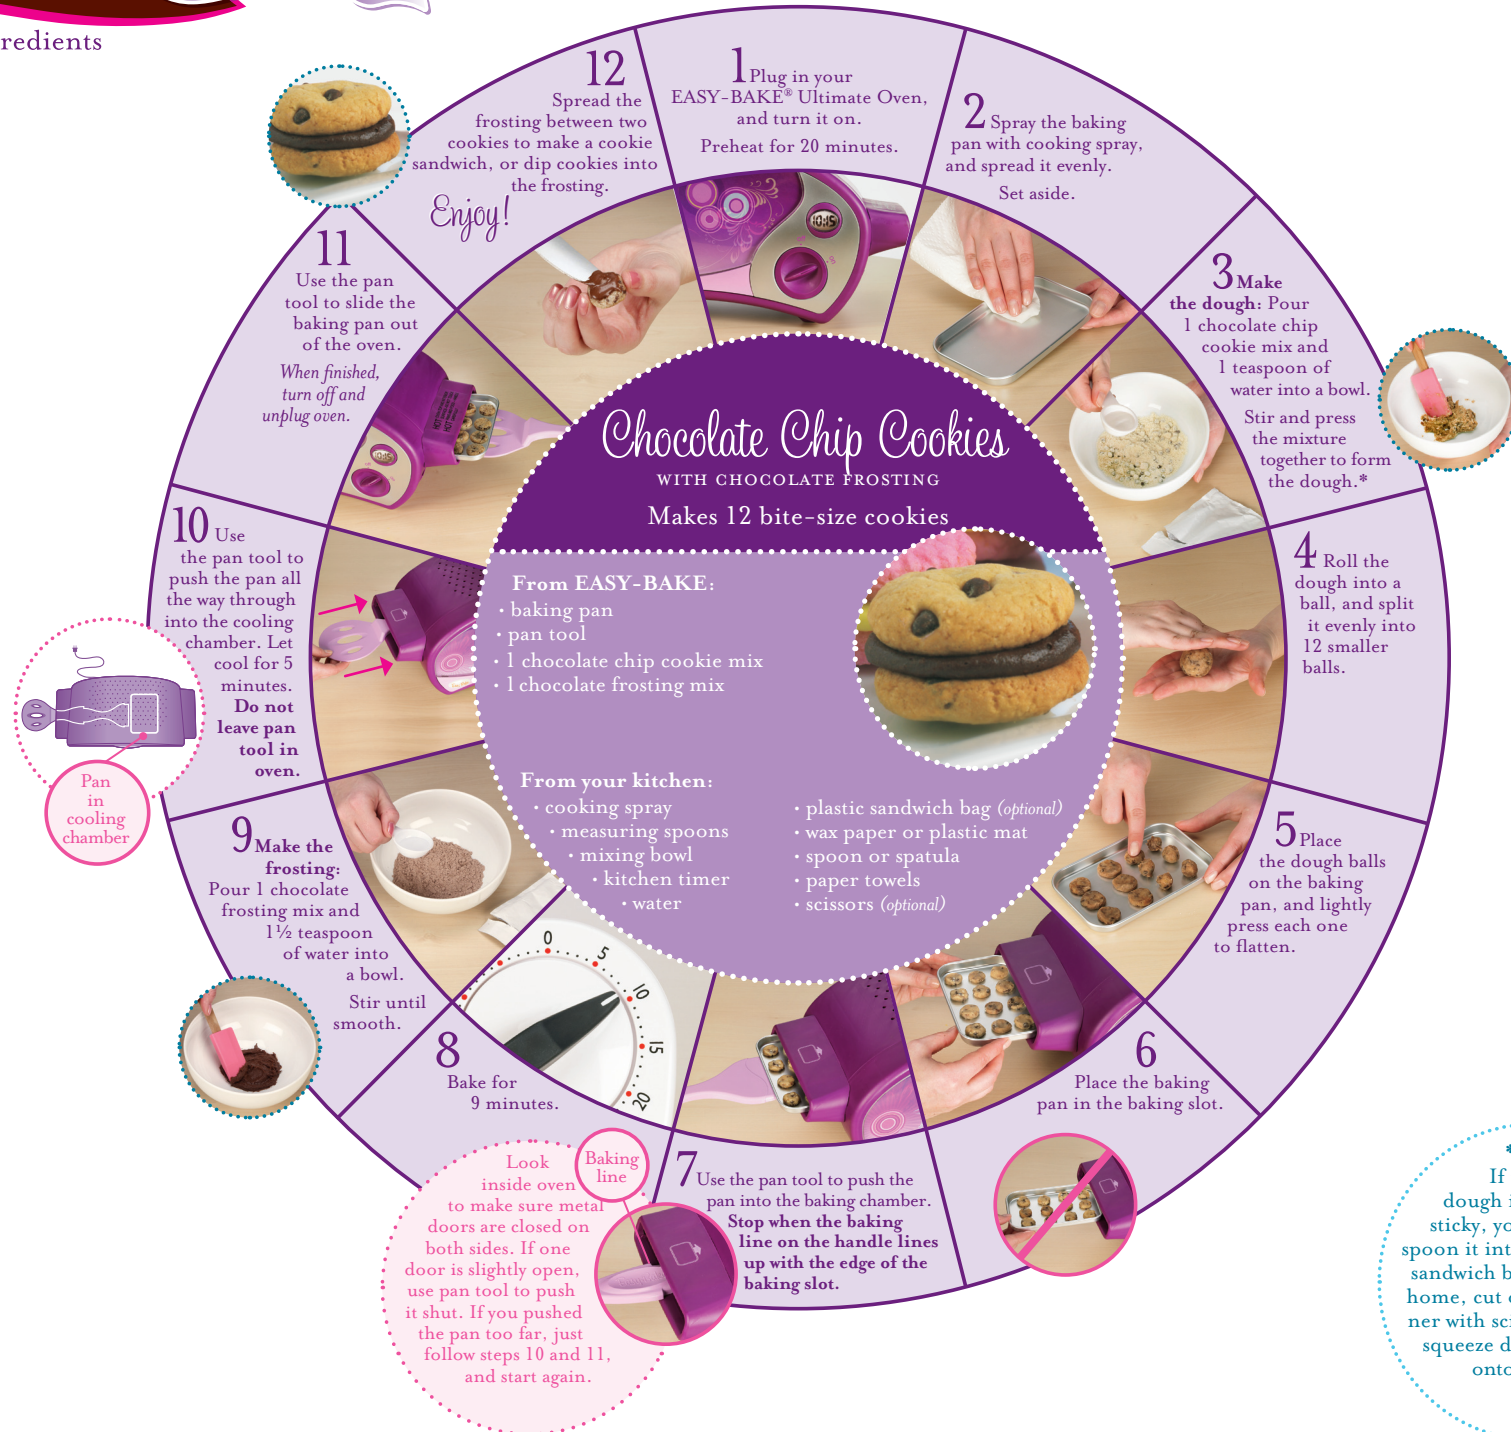 redients
1 Plug in your
EASY-BAKE® Ultimate Oven,
and turn it on.
Preheat for 20 minutes.
2 Spray the baking
pan with cooking spray,
and spread it evenly.
Set aside.
3 Make
the dough: Pour
1 chocolate chip
cookie mix and
1 teaspoon of
water into a bowl.
Stir and press
the mixture
together to form
the dough.*
4 Roll the
dough into a
ball, and split
it evenly into
12 smaller
balls.
5 Place
the dough balls
on the baking
pan, and lightly
press each one
to flatten.
6
Place the baking
pan in the baking slot.
7 Use the pan tool to push the
pan into the baking chamber.
Stop when the baking
line on the handle lines
up with the edge of the
baking slot.
Baking
line
Look
inside oven
to make sure metal
doors are closed on
both sides. If one
door is slightly open,
use pan tool to push
it shut. If you pushed
the pan too far, just
follow steps 10 and 11,
and start again.
8
Bake for
9 minutes.
0
5
10
15
20
9 Make the
frosting:
Pour 1 chocolate
frosting mix and
1½ teaspoon
of water into
a bowl.
Stir until
smooth.
10 Use
the pan tool to
push the pan all
the way through
into the cooling
chamber. Let
cool for 5
minutes.
Do not
leave pan
tool in
oven.
Pan
in
cooling
chamber
11
Use the pan
tool to slide the
baking pan out
of the oven.
When finished,
turn off and
unplug oven.
12
Spread the
frosting between two
cookies to make a cookie
sandwich, or dip cookies into
the frosting.
Enjoy!
10:15
10:15
Chocolate Chip Cookies
WITH CHOCOLATE FROSTING
Makes 12 bite-size cookies
From EASY-BAKE:
• baking pan
• pan tool
• 1 chocolate chip cookie mix
• 1 chocolate frosting mix
From your kitchen:
• cooking spray
• measuring spoons
• mixing bowl
• kitchen timer
• water
• plastic sandwich bag (optional)
• wax paper or plastic mat
• spoon or spatula
• paper towels
• scissors (optional)
*
If
dough i
sticky, yo
spoon it int
sandwich b
home, cut
ner with sci
squeeze d
onto